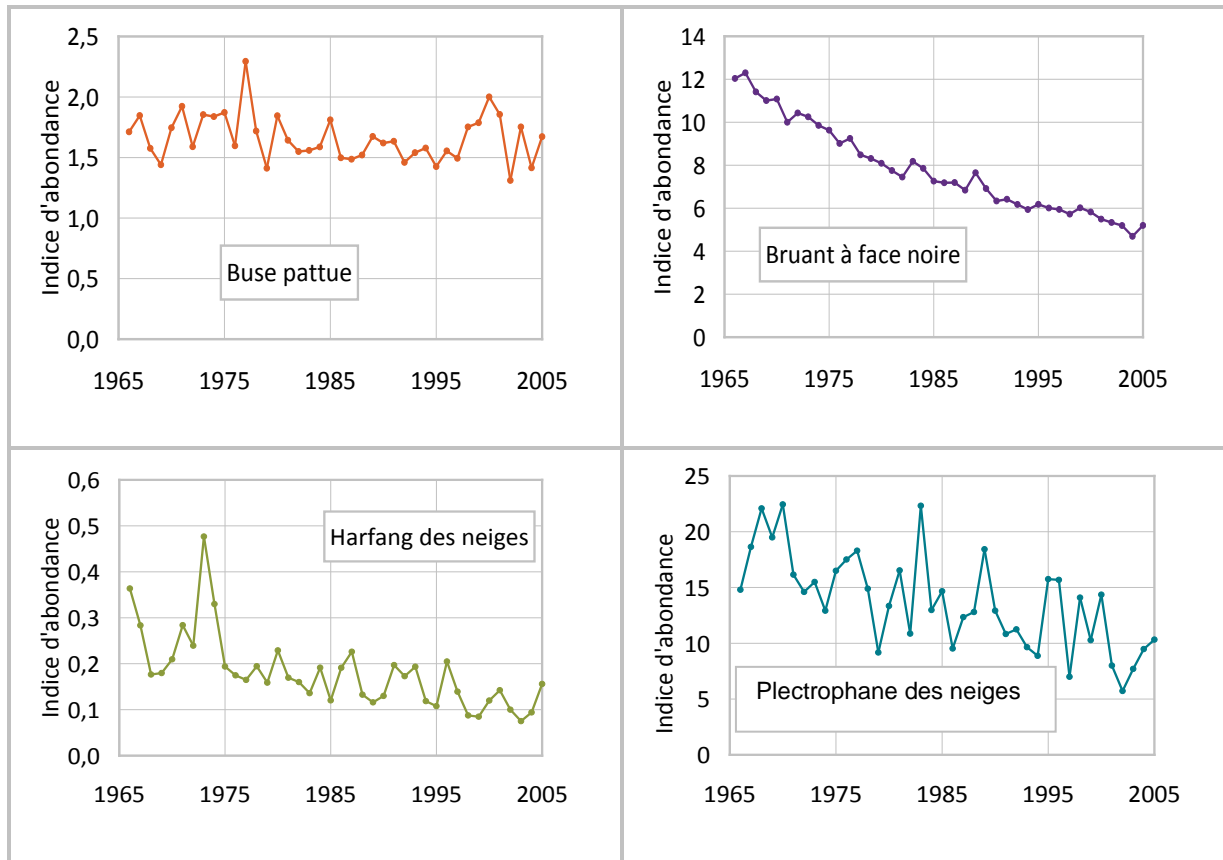 Indice d'abondance
2,5
2,0
1,5
1,0
0,5
0,0
Buse pattue
1965 1975 1985 1995 2005
Indice d'abondance
14
12
10
8
6
4
2
0
Bruant à face noire
1965 1975 1985 1995 2005
Indice d'abondance
0,6
0,5
0,4
0,3
0,2
0,1
0,0
Harfang des neiges
1965 1975 1985 1995 2005
Indice d'abondance
25
20
15
10
5
0
Plectrophane des neiges
1965 1975 1985 1995 2005